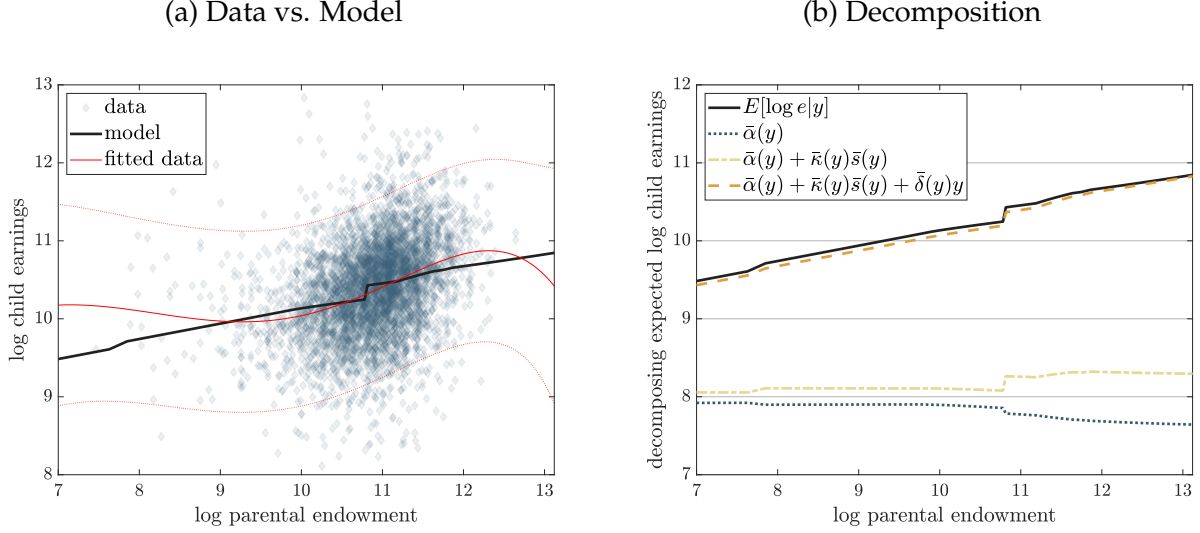 (a) Data vs. Model
13
12
11
10
9
8
7
8
9
10
11
12
13
log child earnings
log parental endowment
data
model
fitted data
(b) Decomposition
12
11
10
9
8
7
7
8
9
10
11
12
13
decomposing expected log child earnings
log parental endowment
E[log e|y]
ᾱ(y)
ᾱ(y) + κ̄(y)s̄(y)
ᾱ(y) + κ̄(y)s̄(y) + δ̄(y)y